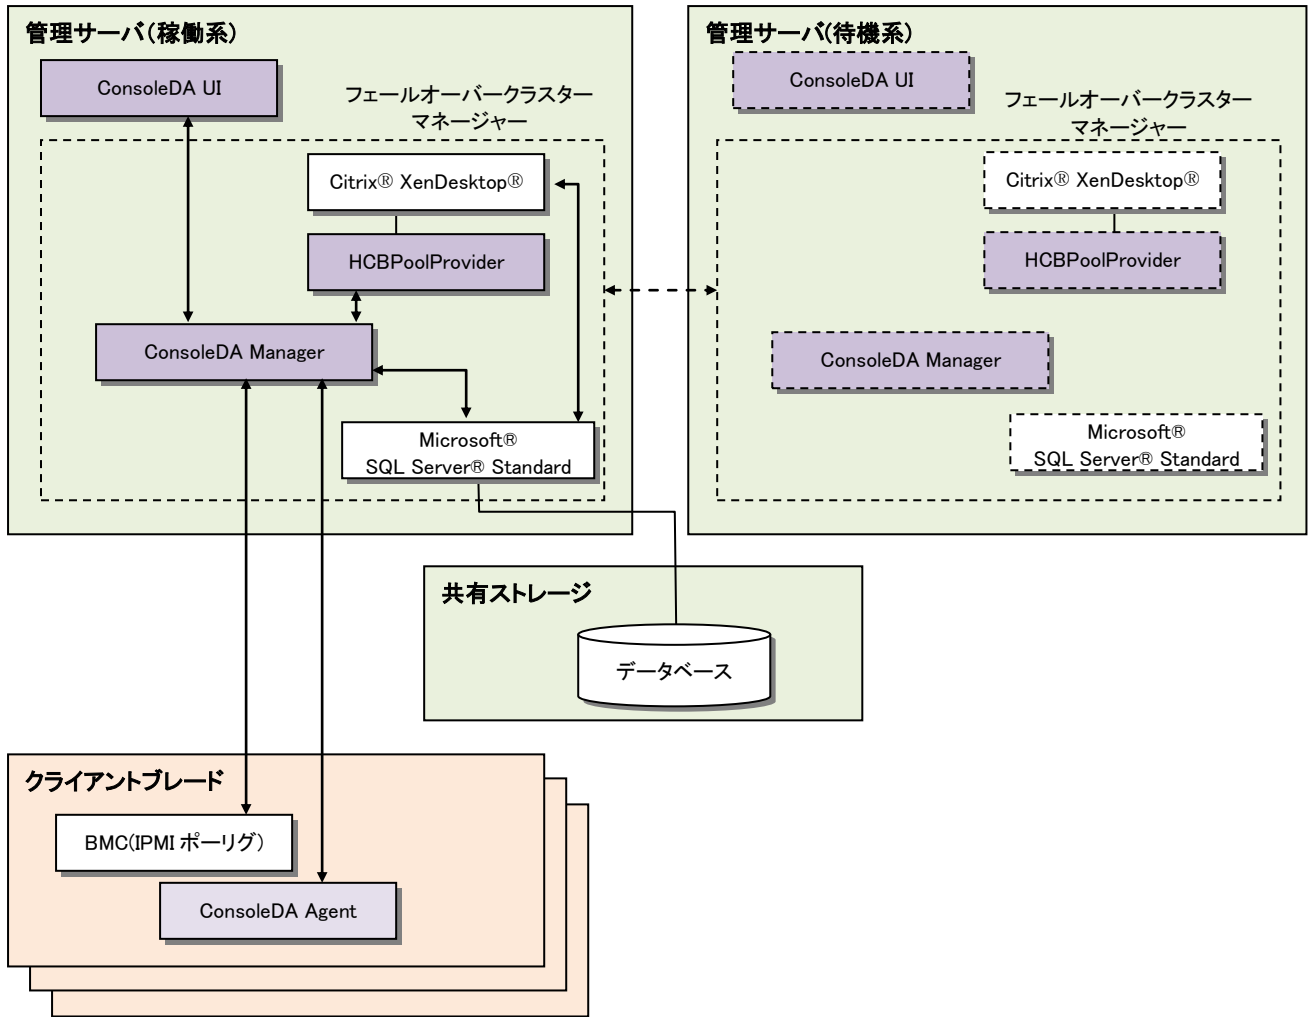 管理サーバ(稼働系)
ConsoleDA UI
フェールオーバークラスター
マネージャー
Citrix® XenDesktop®
HCBPoolProvider
ConsoleDA Manager
Microsoft®
SQL Server® Standard
管理サーバ(待機系)
ConsoleDA UI
フェールオーバークラスター
マネージャー
Citrix® XenDesktop®
HCBPoolProvider
ConsoleDA Manager
Microsoft®
SQL Server® Standard
共有ストレージ
データベース
クライアントブレード
BMC(IPMI ポーリグ)
ConsoleDA Agent